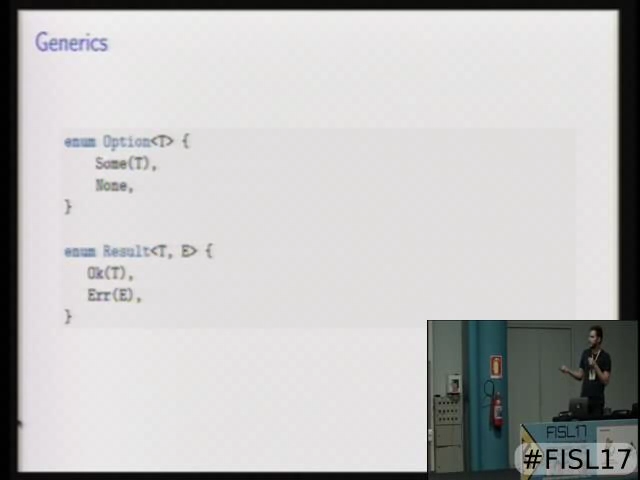 Generics
enum Option<T> {
Some(T),
None,
}
enum Result<T, E> {
Ok(T),
Err(E),
}
FISL17
#FISL17